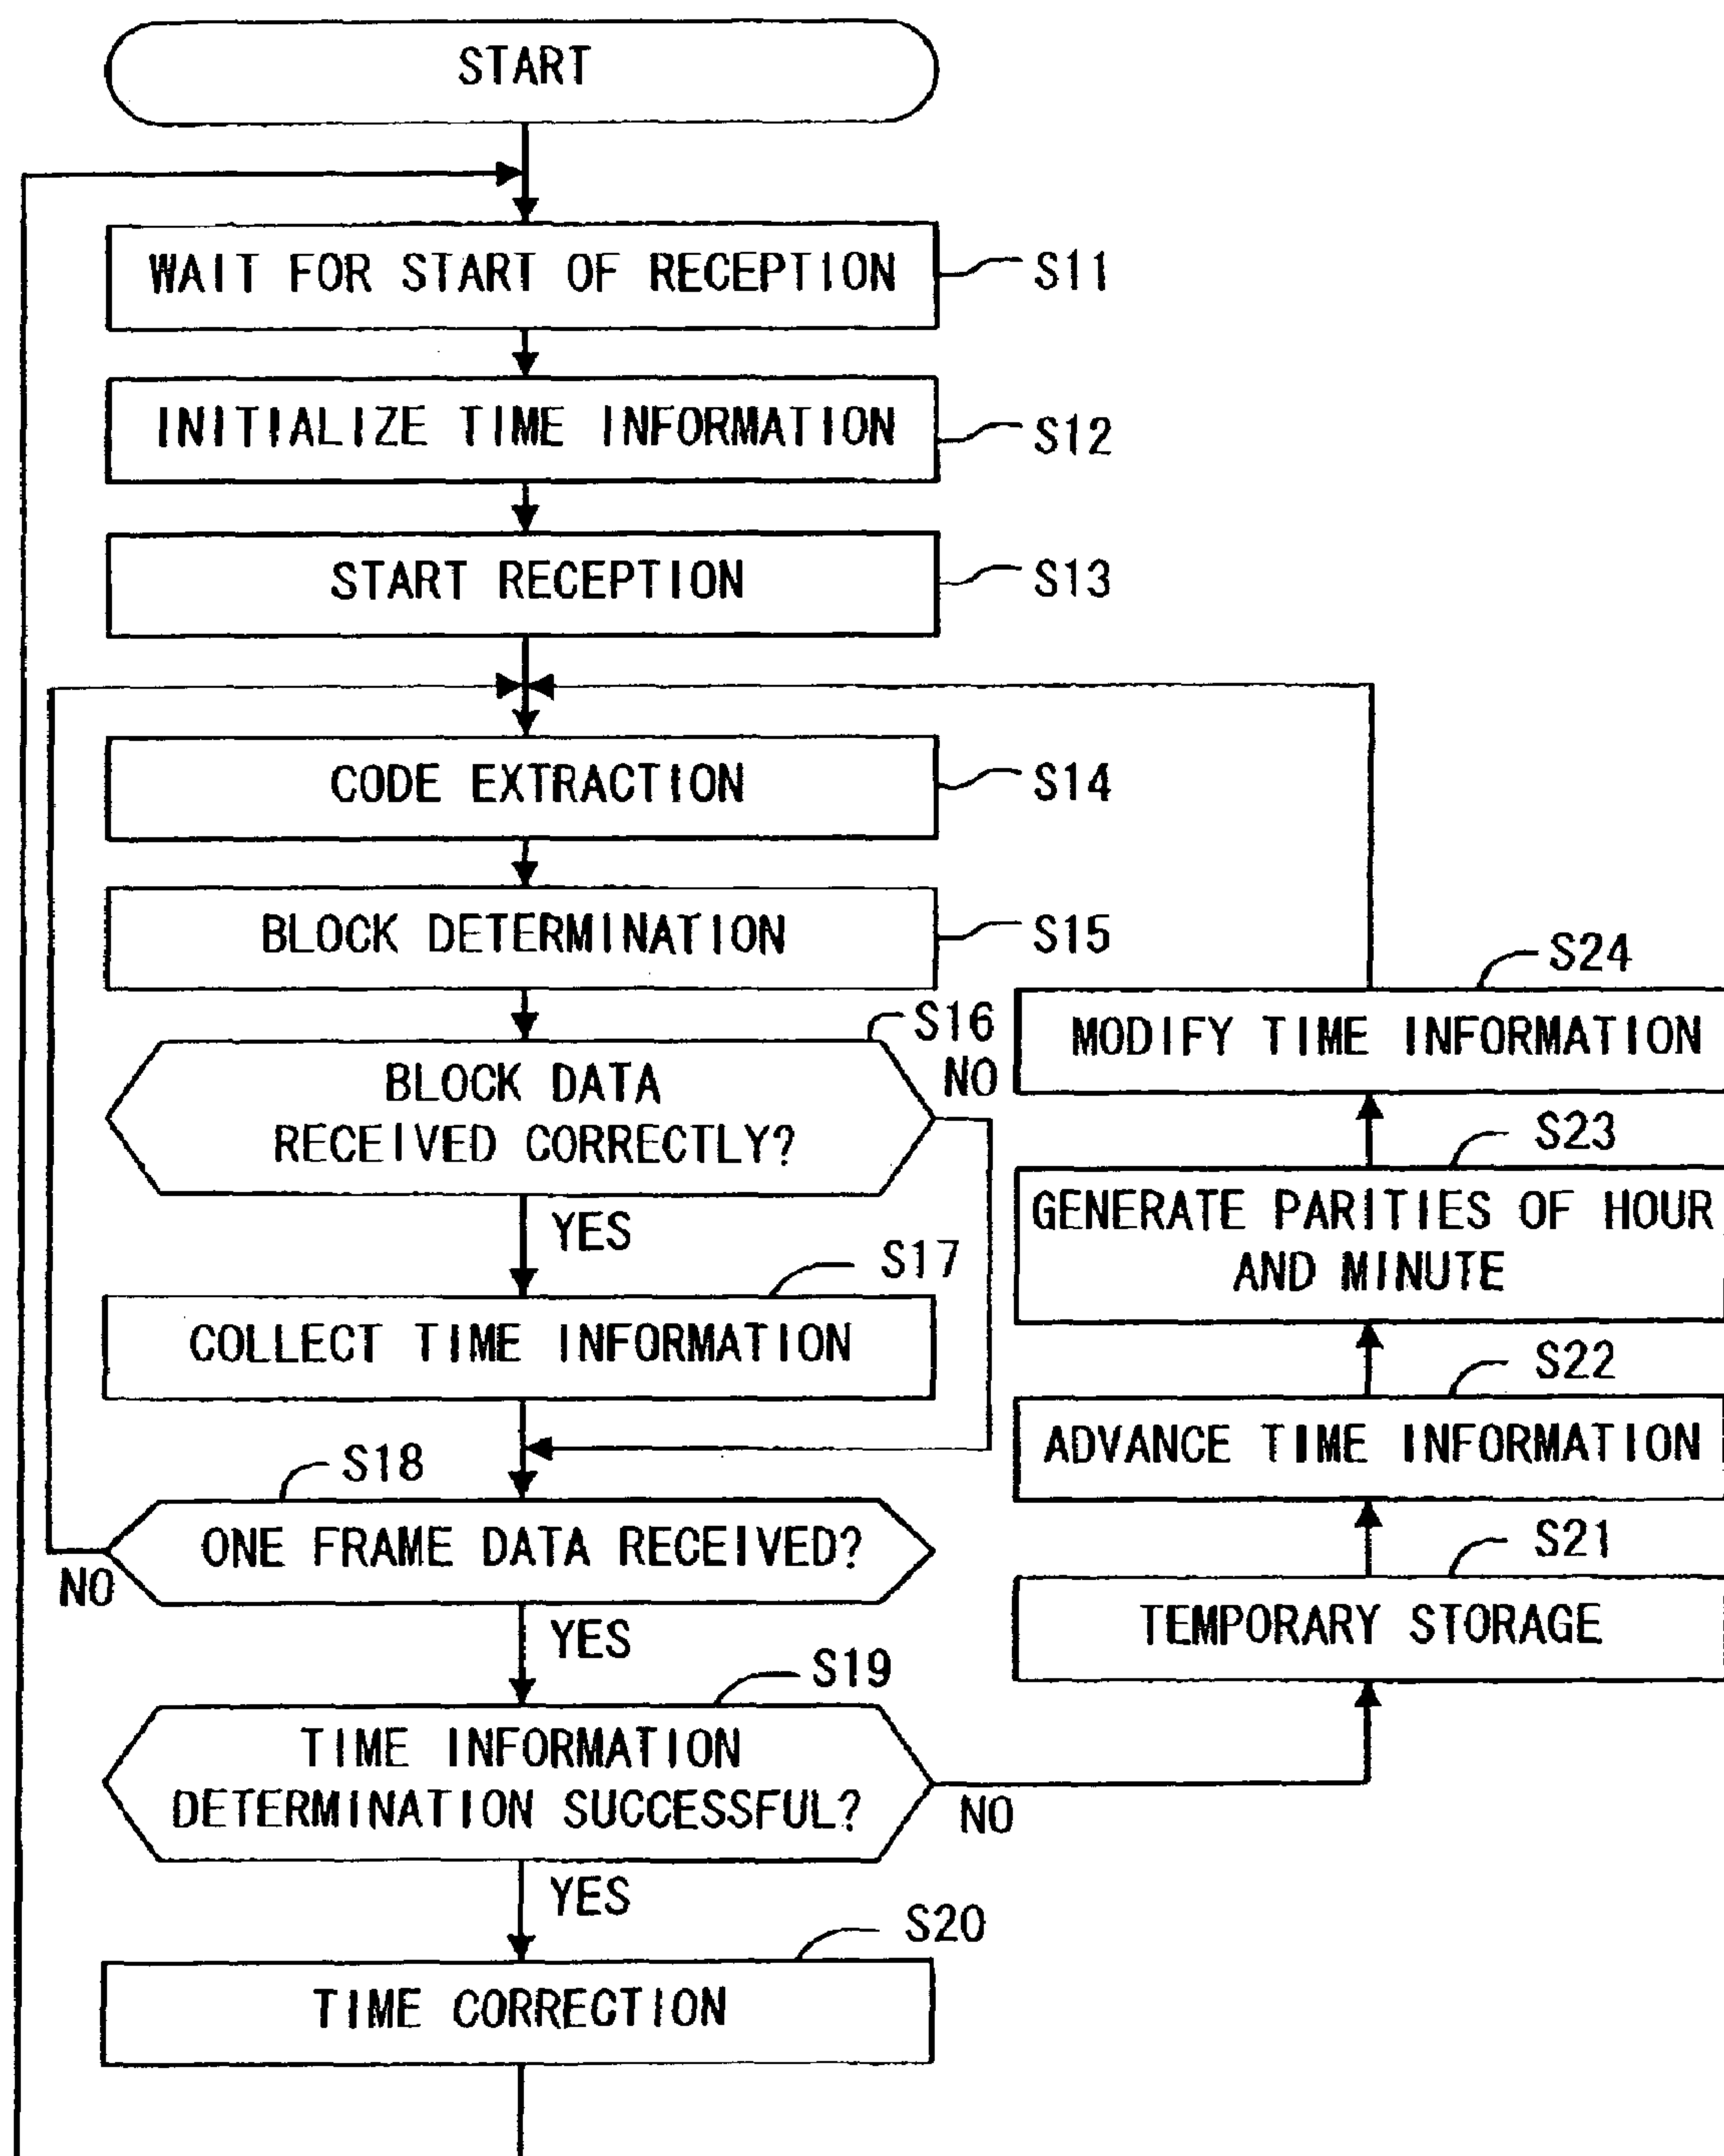 START
WAIT FOR START OF RECEPTION
S11
INITIALIZE TIME INFORMATION
S12
START RECEPTION
S13
CODE EXTRACTION
S14
BLOCK DETERMINATION
S15
S16
BLOCK DATA
RECEIVED CORRECTLY?
NO
YES
S17
COLLECT TIME INFORMATION
S18
ONE FRAME DATA RECEIVED?
NO
YES
S19
TIME INFORMATION
DETERMINATION SUCCESSFUL?
NO
YES
S20
TIME CORRECTION
S24
MODIFY TIME INFORMATION
S23
GENERATE PARITIES OF HOUR
AND MINUTE
S22
ADVANCE TIME INFORMATION
S21
TEMPORARY STORAGE